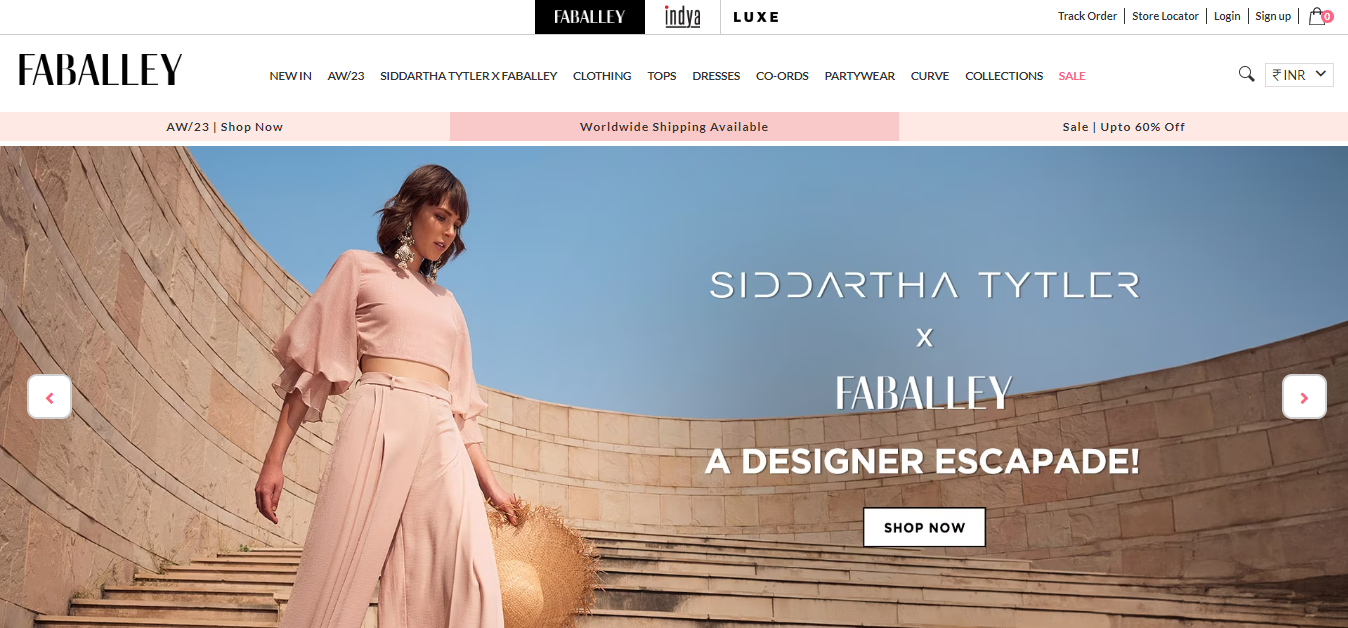 FABALLEY indya LUXE Track Order Store Locator Login Sign up 0
FABALLEY NEW IN AW/23 SIDDARTHA TYTLER X FABALLEY CLOTHING TOPS DRESSES CO-ORDS PARTYWEAR CURVE COLLECTIONS SALE ₹ INR
AW/23 | Shop Now Worldwide Shipping Available Sale | Upto 60% Off
SIDDARTHA TYTLER
X
FABALLEY
A DESIGNER ESCAPADE!
SHOP NOW